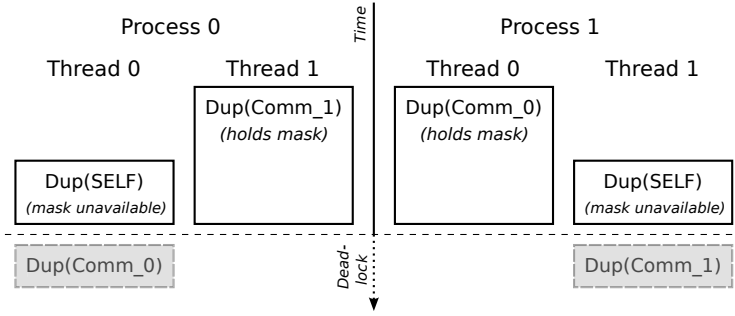 Process 0
Time
Process 1
Thread 0
Thread 1
Thread 0
Thread 1
Dup(Comm_1)
(holds mask)
Dup(Comm_0)
(holds mask)
Dup(SELF)
(mask unavailable)
Dup(SELF)
(mask unavailable)
Dup(Comm_0)
Dead-
lock
Dup(Comm_1)